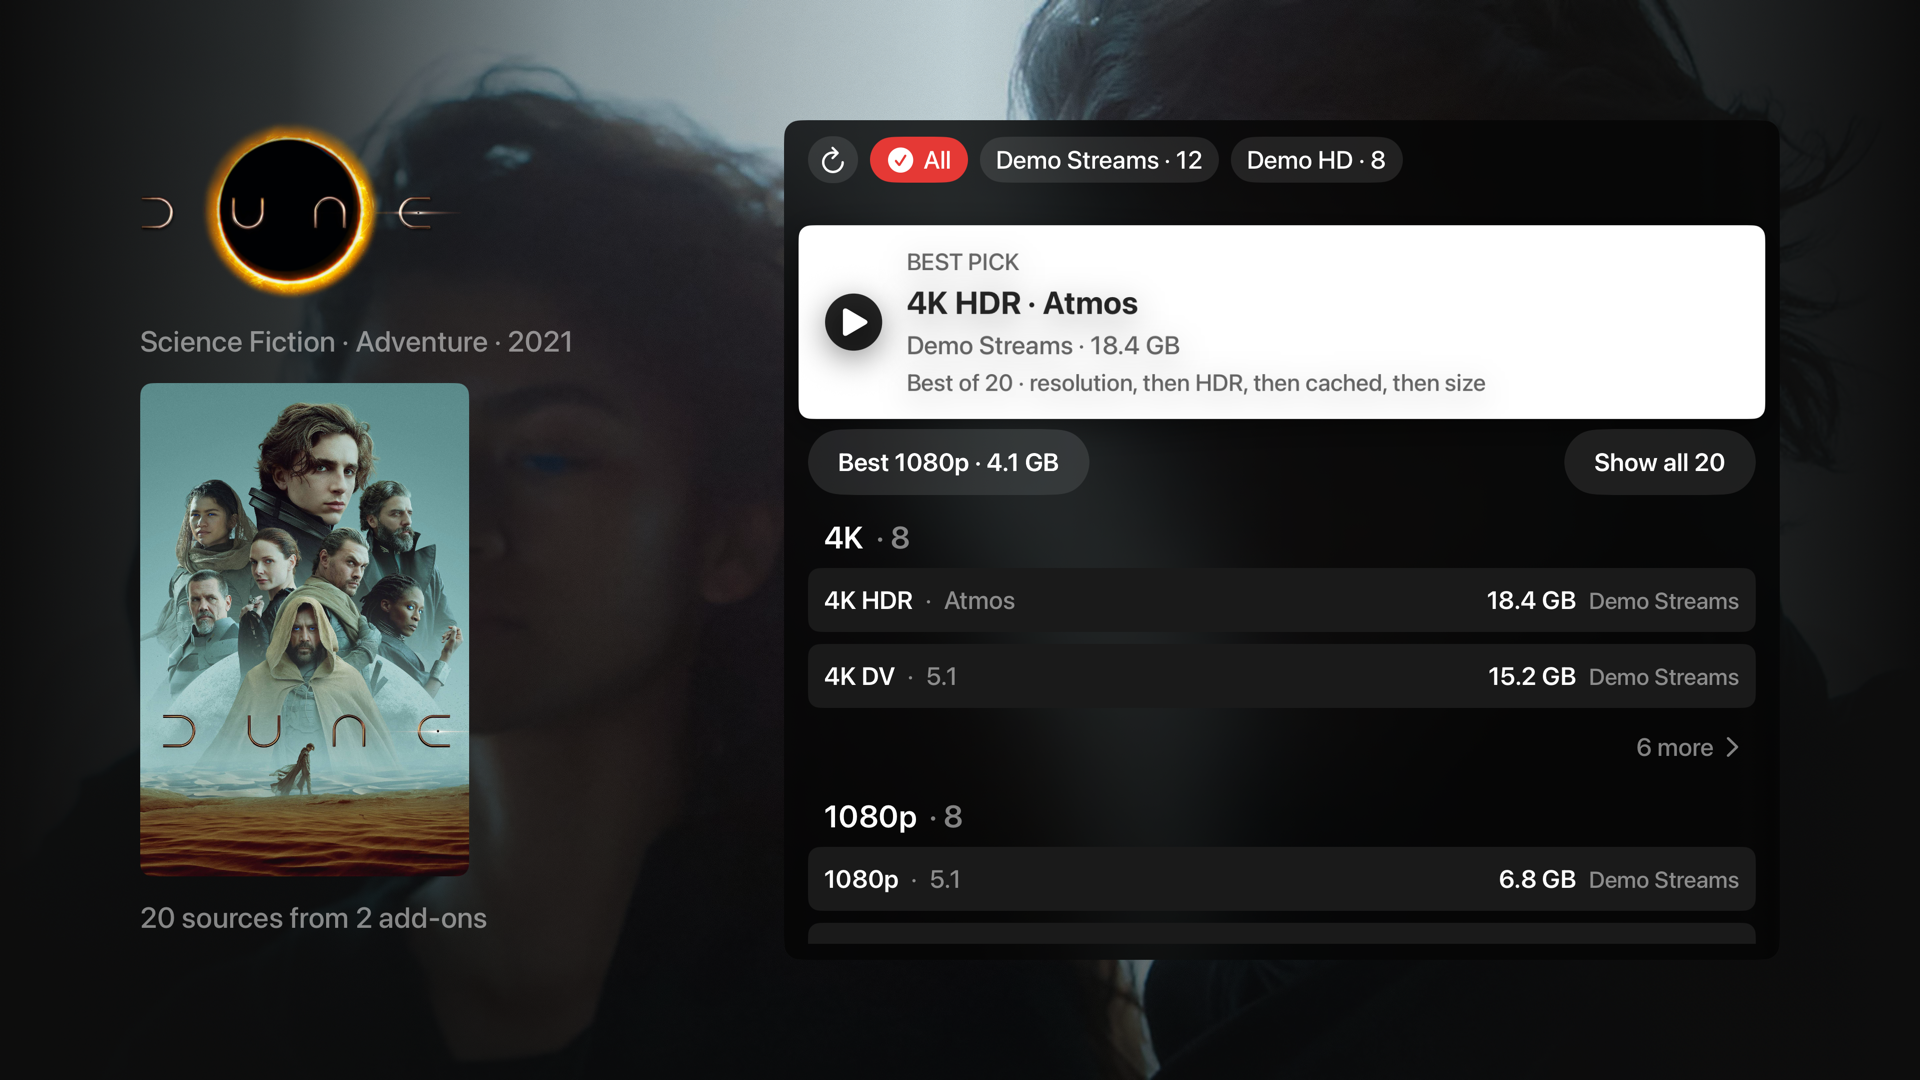 DUNE
Science Fiction · Adventure · 2021
DUNE
20 sources from 2 add-ons
All
Demo Streams · 12
Demo HD · 8
BEST PICK
4K HDR · Atmos
Demo Streams · 18.4 GB
Best of 20 · resolution, then HDR, then cached, then size
Best 1080p · 4.1 GB
Show all 20
4K · 8
4K HDR · Atmos 18.4 GB Demo Streams
4K DV · 5.1 15.2 GB Demo Streams
6 more
1080p · 8
1080p · 5.1 6.8 GB Demo Streams